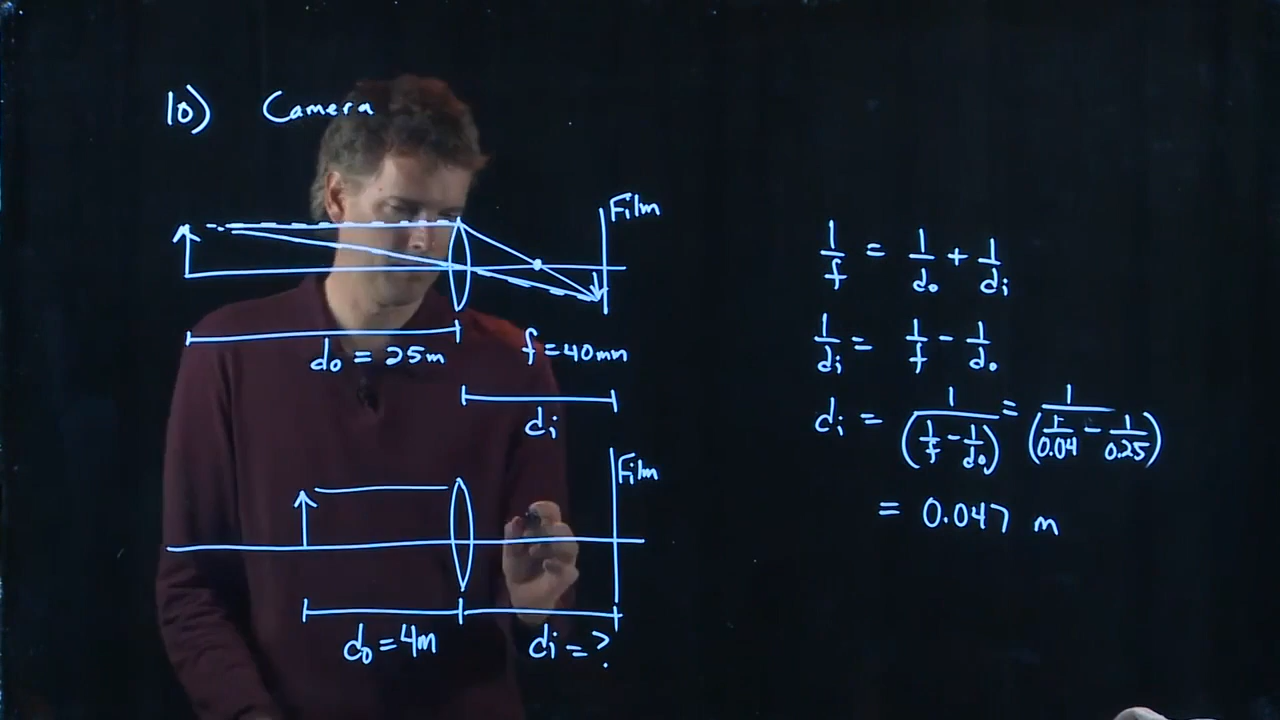 10) Camera
Film
do = 25m
f = 40mm
di
Film
do = 4m
di = ?
1/f = 1/do + 1/di
1/di = 1/f - 1/do
di = 1/(1/f - 1/do) = 1/(1/0.04 - 1/0.25)
= 0.047 m